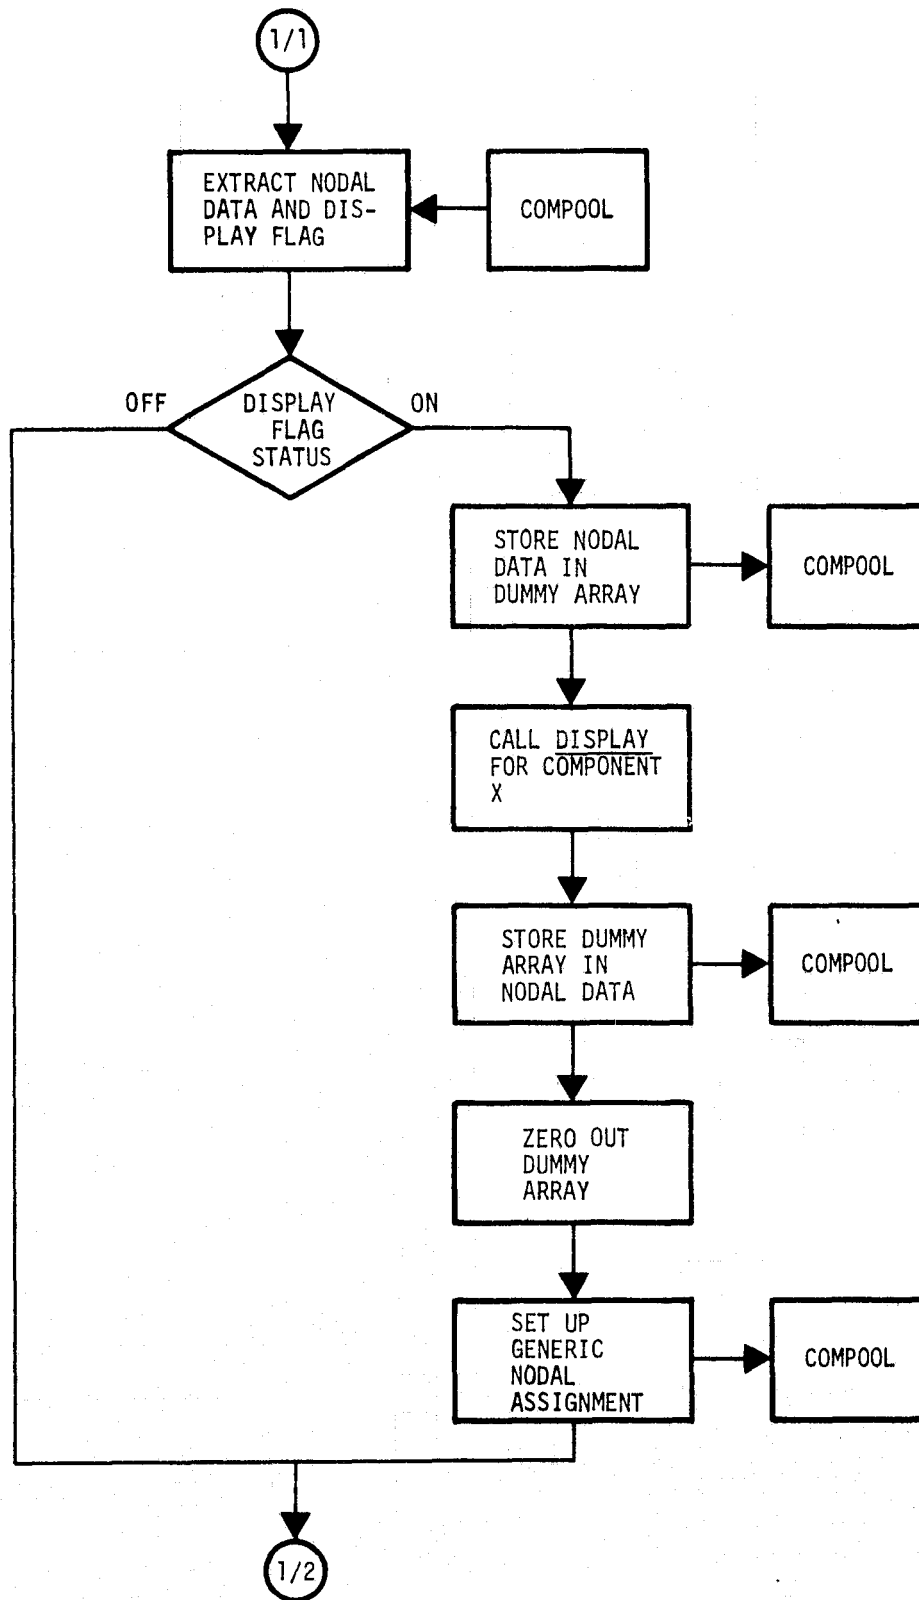 1/1
EXTRACT NODAL
DATA AND DIS-
PLAY FLAG
COMPOOL
OFF
DISPLAY
FLAG
STATUS
ON
STORE NODAL
DATA IN
DUMMY ARRAY
COMPOOL
CALL DISPLAY
FOR COMPONENT
X
STORE DUMMY
ARRAY IN
NODAL DATA
COMPOOL
ZERO OUT
DUMMY
ARRAY
SET UP
GENERIC
NODAL
ASSIGNMENT
COMPOOL
1/2